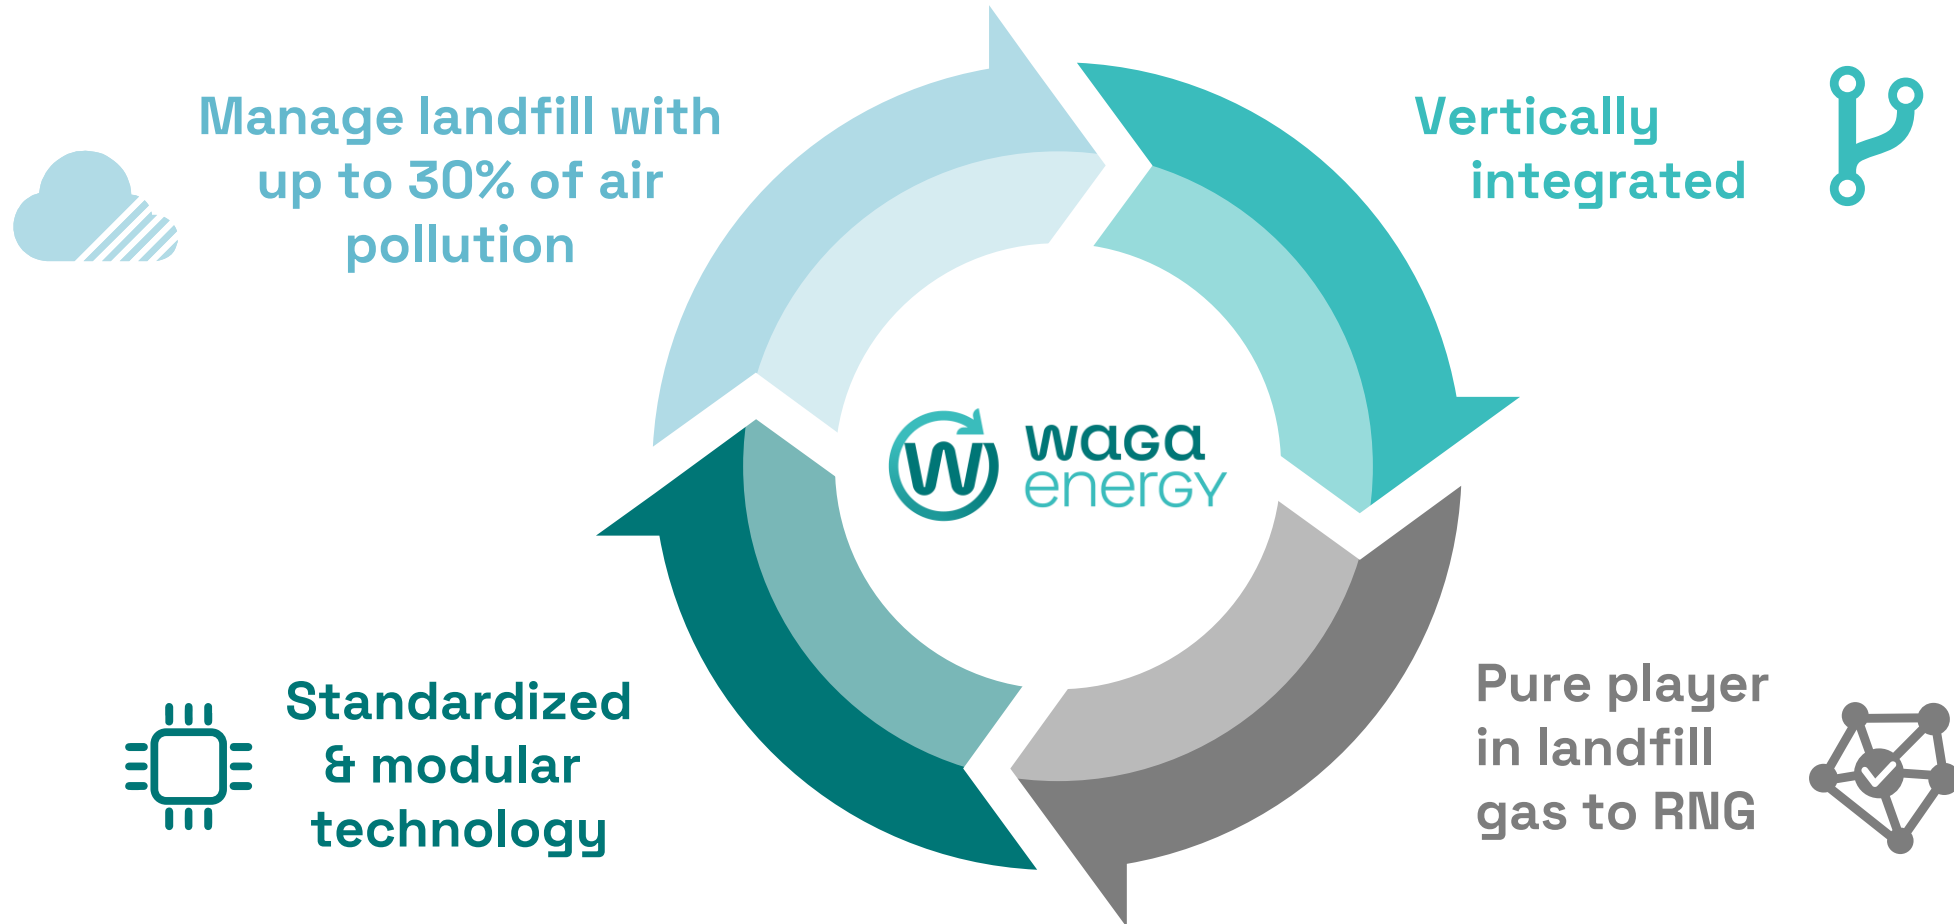 Manage landfill with
up to 30% of air
pollution
Vertically
integrated
waga
energy
Standardized
& modular
technology
Pure player
in landfill
gas to RNG